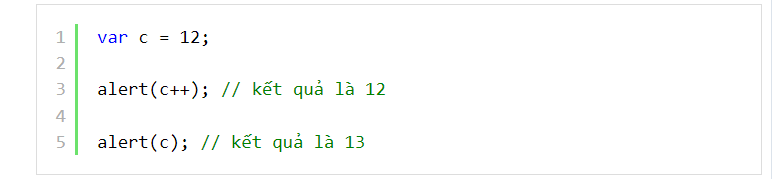 1 var c = 12;
2
3 alert(c++); // kết quả là 12
4
5 alert(c); // kết quả là 13